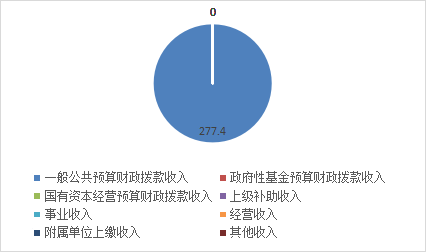 0
277.4
一般公共预算财政拨款收入 政府性基金预算财政拨款收入
国有资本经营预算财政拨款收入 上级补助收入
事业收入 经营收入
附属单位上缴收入 其他收入